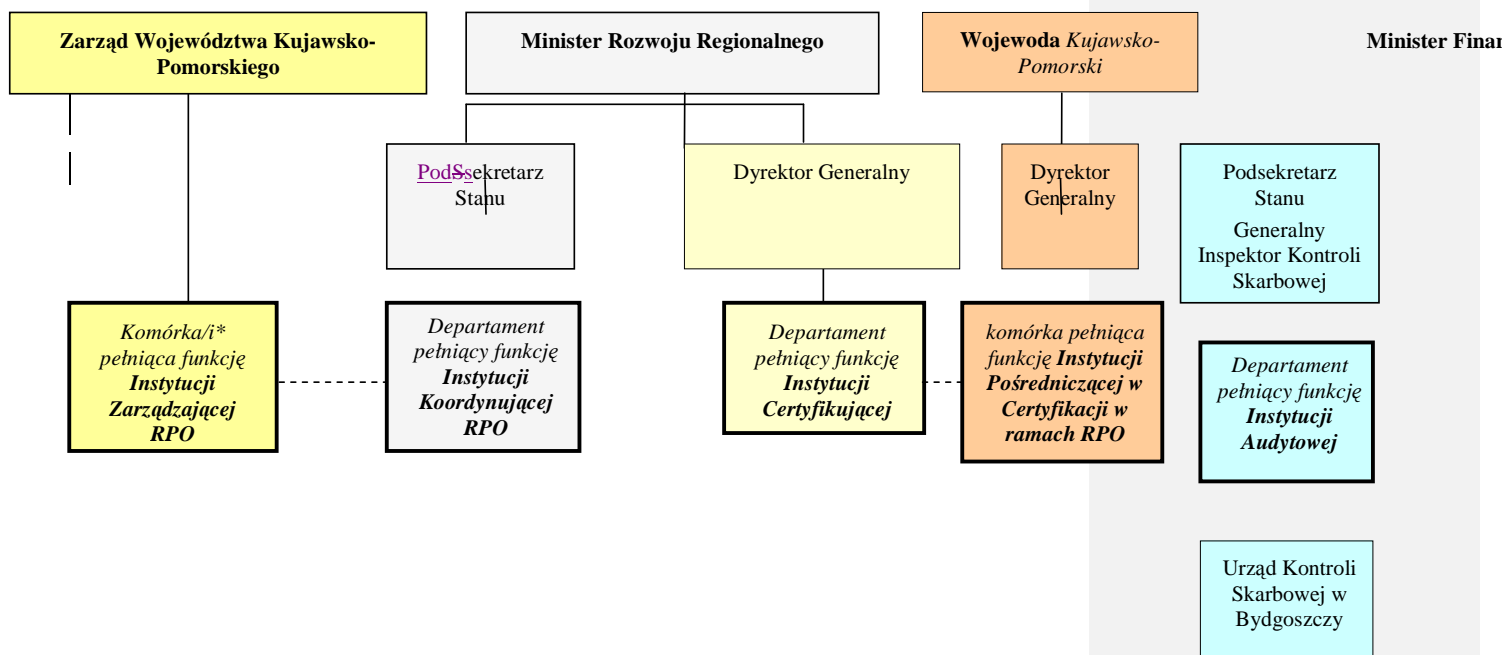 Zarząd Województwa Kujawsko-
Pomorskiego
Minister Rozwoju Regionalnego
Wojewoda Kujawsko-
Pomorski
Minister Finan
PodSsekretarz
Stanu
Dyrektor Generalny
Dyrektor
Generalny
Podsekretarz
Stanu
Generalny
Inspektor Kontroli
Skarbowej
Komórka/i*
pełniąca funkcję
Instytucji
Zarządzającej
RPO
Departament
pełniący funkcję
Instytucji
Koordynującej
RPO
Departament
pełniący funkcję
Instytucji
Certyfikującej
komórka pełniąca
funkcję Instytucji
Pośredniczącej w
Certyfikacji w
ramach RPO
Departament
pełniący funkcję
Instytucji
Audytowej
Urząd Kontroli
Skarbowej w
Bydgoszczy